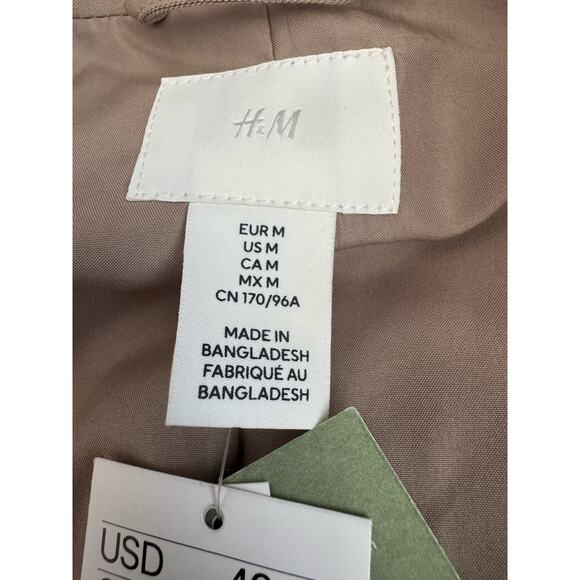 H&M
EUR M
US M
CA M
MX M
CN 170/96A
MADE IN
BANGLADESH
FABRIQUÉ AU
BANGLADESH
USD